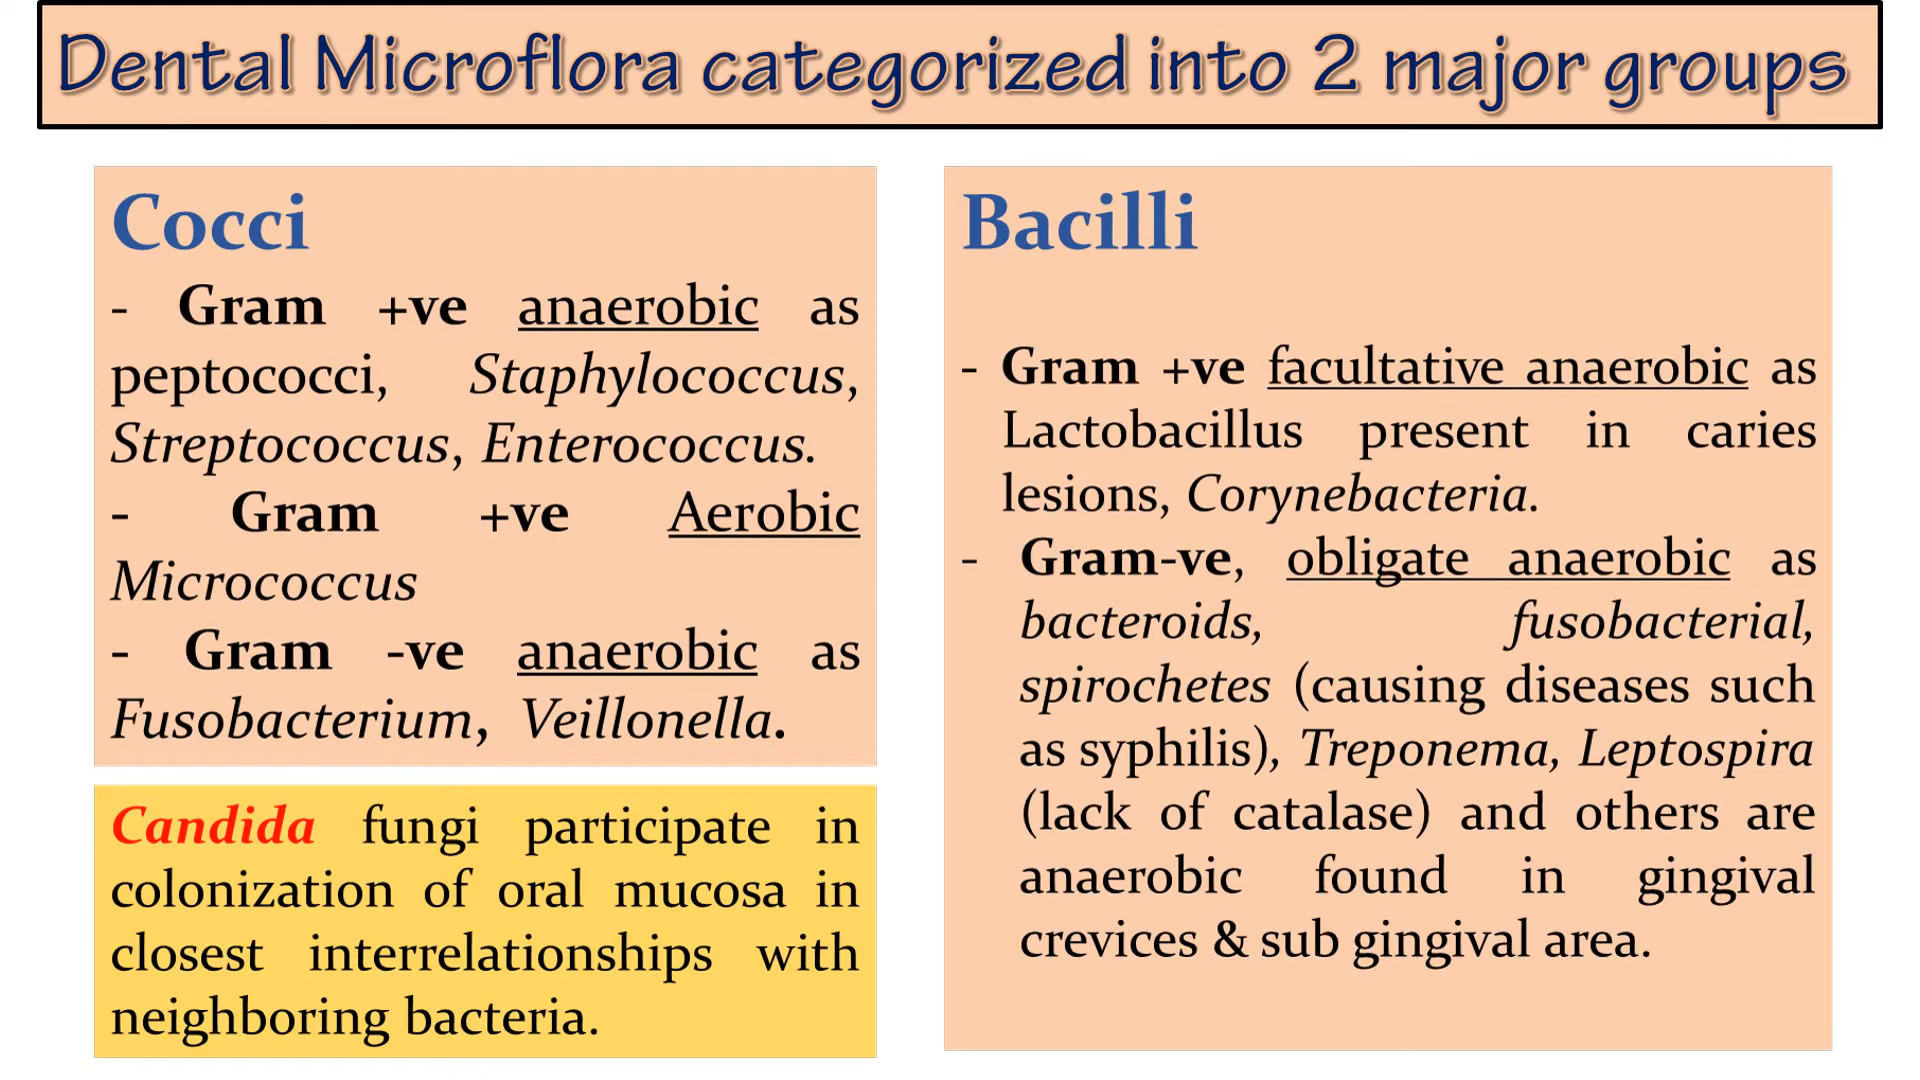 Dental Microflora categorized into 2 major groups
Cocci
- Gram +ve anaerobic as
peptococci, Staphylococcus,
Streptococcus, Enterococcus.
- Gram +ve Aerobic
Micrococcus
- Gram -ve anaerobic as
Fusobacterium, Veillonella.
Candida fungi participate in
colonization of oral mucosa in
closest interrelationships with
neighboring bacteria.
Bacilli
- Gram +ve facultative anaerobic as
Lactobacillus present in caries
lesions, Corynebacteria.
- Gram-ve, obligate anaerobic as
bacteroids, fusobacterial,
spirochetes (causing diseases such
as syphilis), Treponema, Leptospira
(lack of catalase) and others are
anaerobic found in gingival
crevices & sub gingival area.